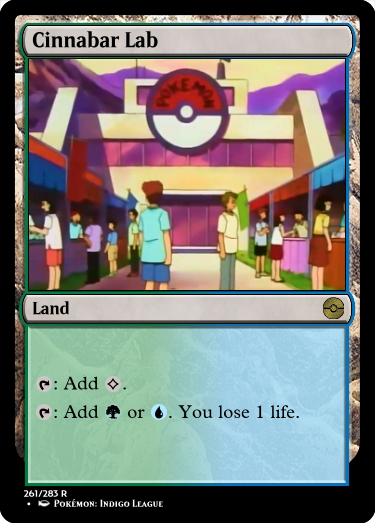 Cinnabar Lab
POKéMON
Land
: Add .
: Add or . You lose 1 life.
261/283 R
• Pokémon: Indigo League